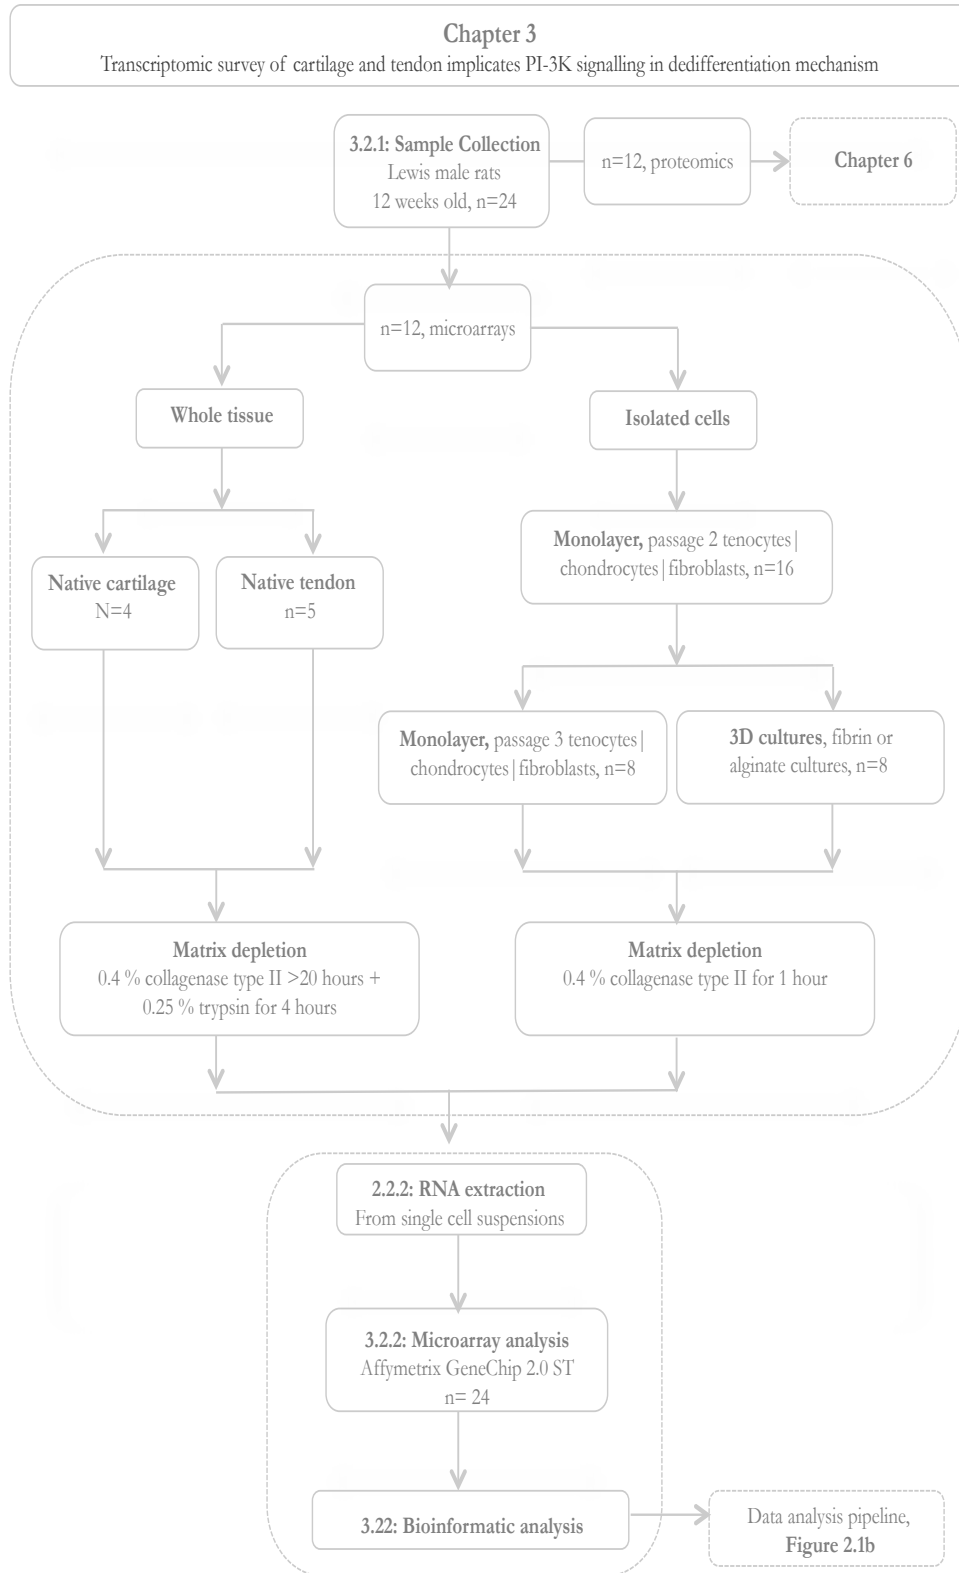 Chapter 3
Transcriptomic survey of cartilage and tendon implicates PI-3K signalling in dedifferentiation mechanism
3.2.1: Sample Collection
Lewis male rats
12 weeks old, n=24
n=12, proteomics
Chapter 6
n=12, microarrays
Whole tissue
Isolated cells
Monolayer, passage 2 tenocytes|
chondrocytes|fibroblasts, n=16
Native cartilage
N=4
Native tendon
n=5
Monolayer, passage 3 tenocytes|
chondrocytes|fibroblasts, n=8
3D cultures, fibrin or
alginate cultures, n=8
Matrix depletion
0.4 % collagenase type II >20 hours +
0.25 % trypsin for 4 hours
Matrix depletion
0.4 % collagenase type II for 1 hour
2.2.2: RNA extraction
From single cell suspensions
3.2.2: Microarray analysis
Affymetrix GeneChip 2.0 ST
n= 24
3.22: Bioinformatic analysis
Data analysis pipeline,
Figure 2.1b